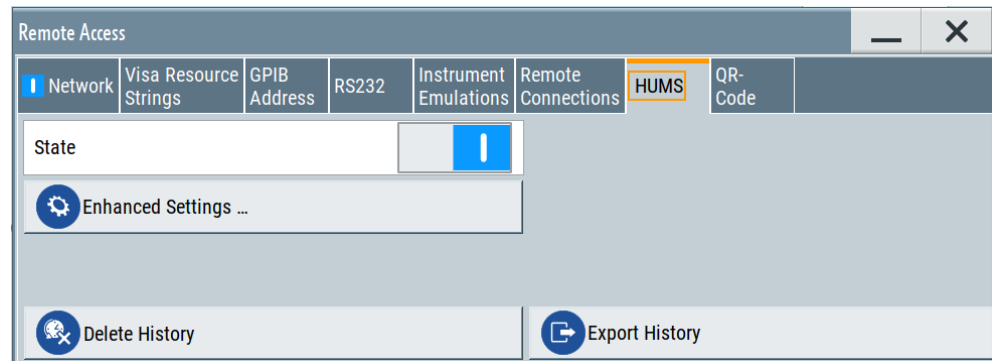 Remote Access
Network
Visa Resource
Strings
GPIB
Address
RS232
Instrument
Emulations
Remote
Connections
HUMS
QR-
Code
State
Enhanced Settings ...
Delete History
Export History